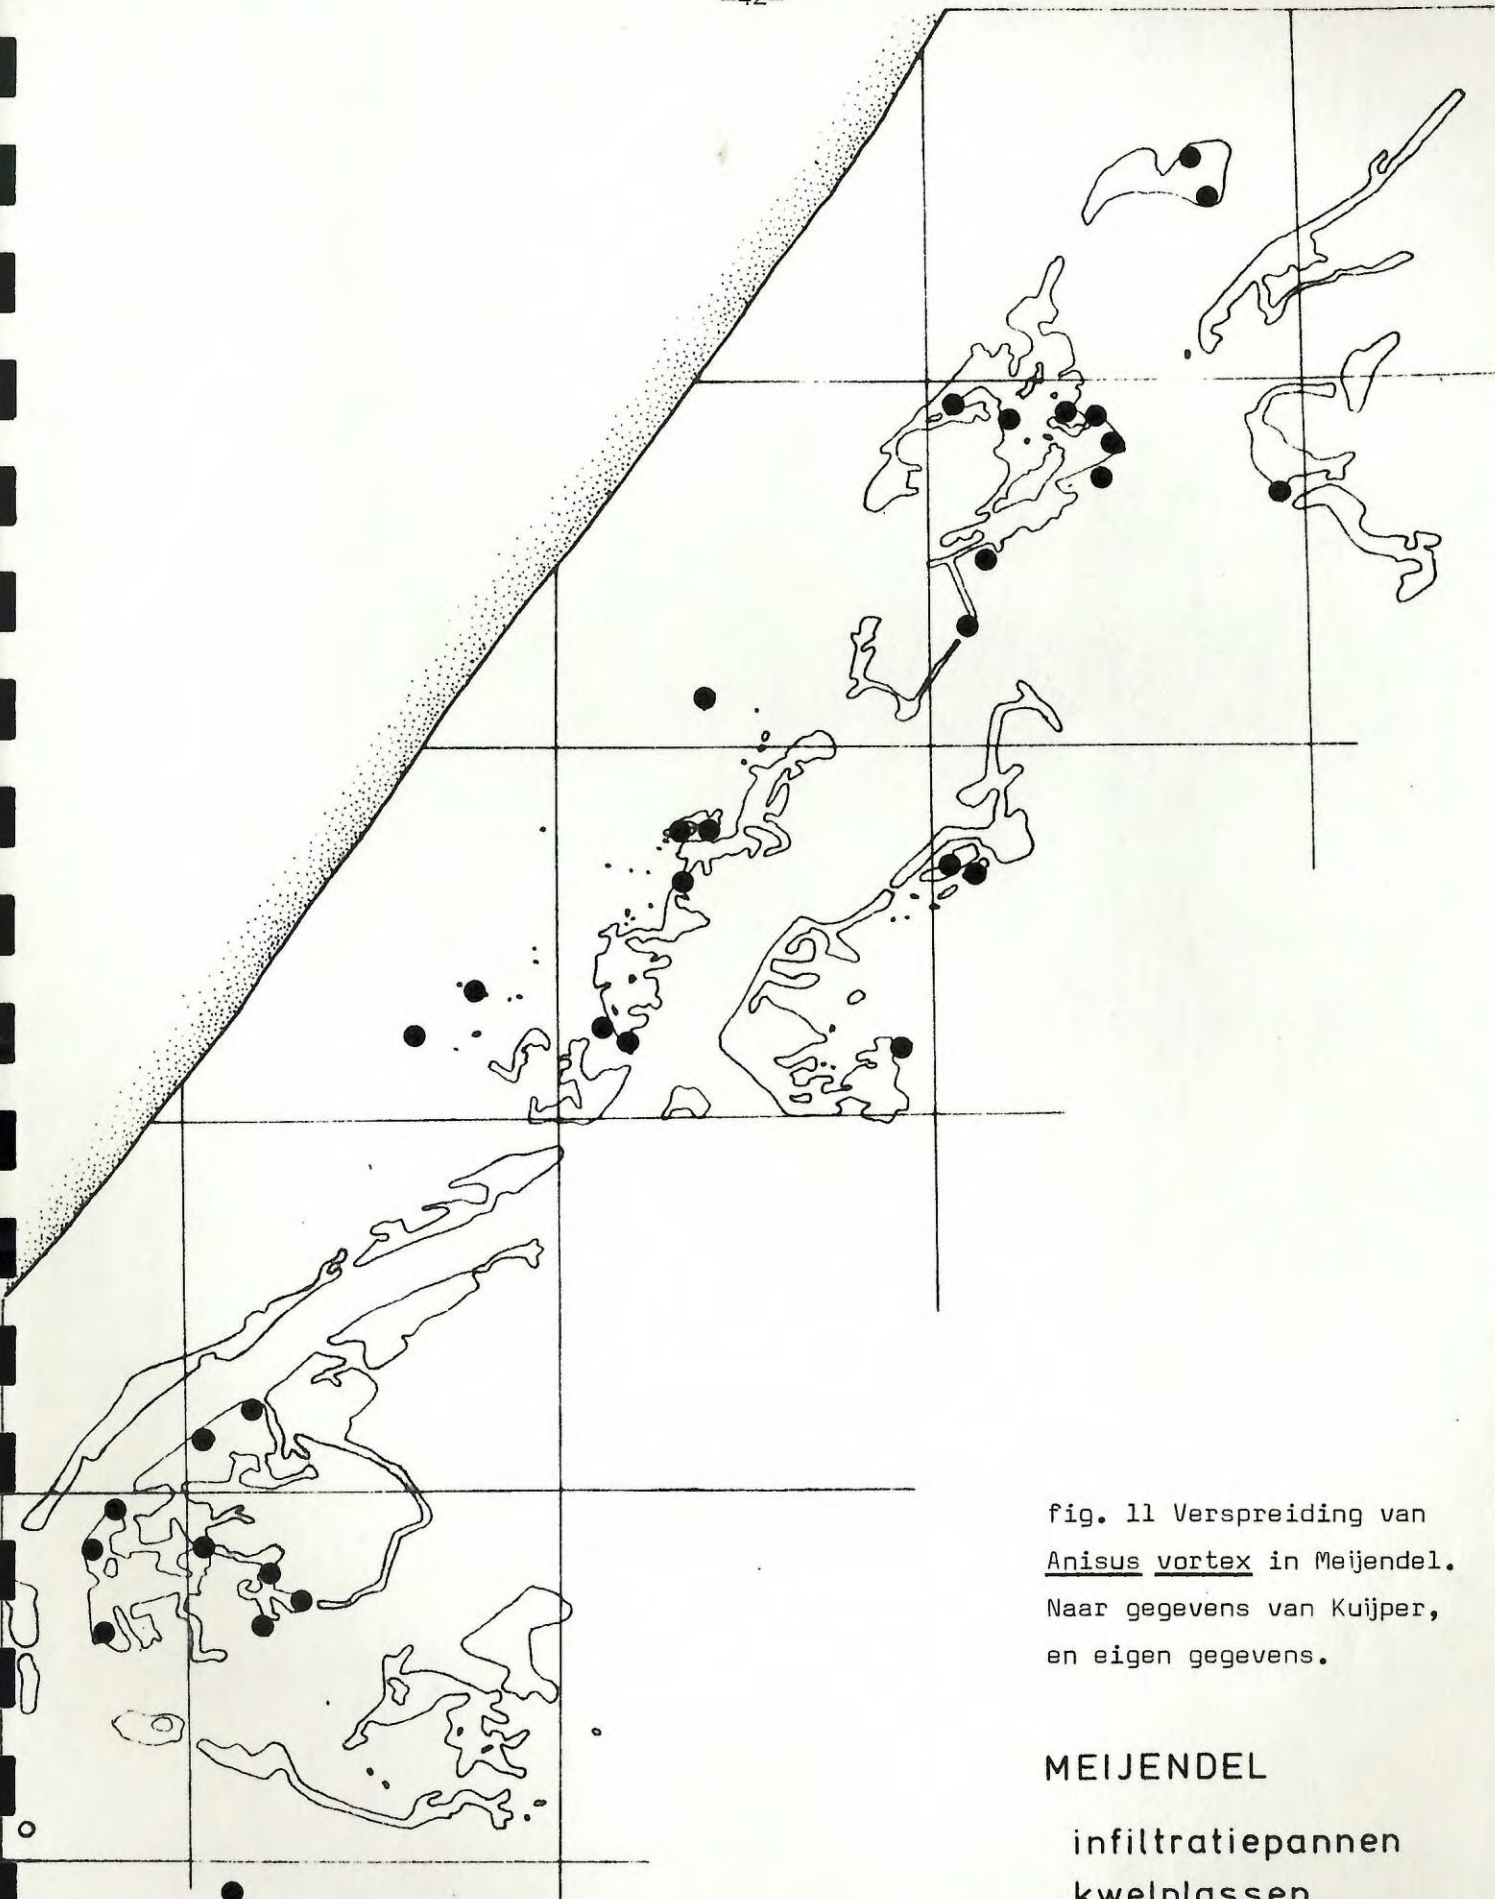 fig. 11 Verspreiding van
Anisus vortex in Meijendel.
Naar gegevens van Kuijper,
en eigen gegevens.
MEIJENDEL
infiltratiepannen
kwelplassen